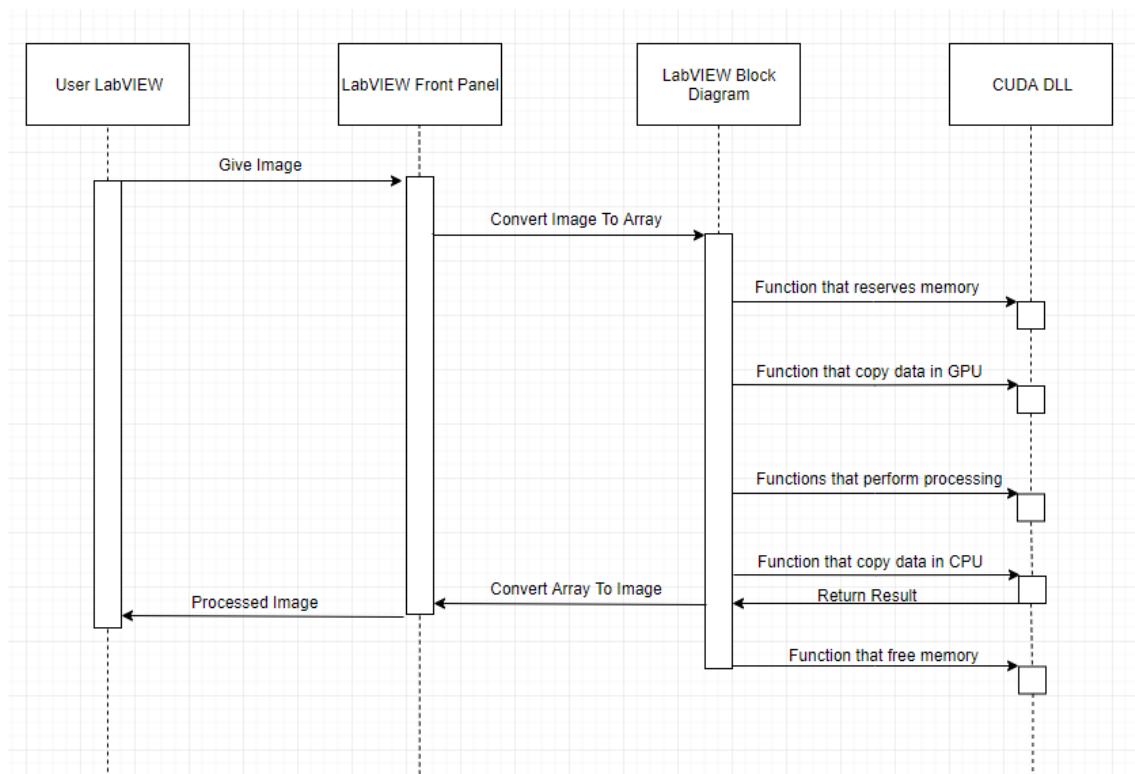 User LabVIEW
LabVIEW Front Panel
LabVIEW Block
Diagram
CUDA DLL
Give Image
Convert Image To Array
Function that reserves memory
Function that copy data in GPU
Functions that perform processing
Function that copy data in CPU
Convert Array To Image
Return Result
Processed Image
Function that free memory